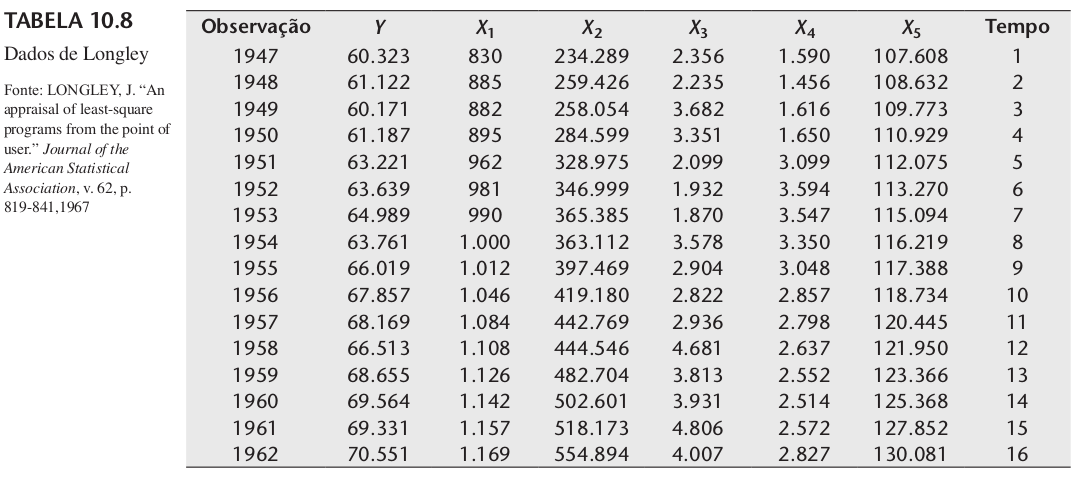 TABELA 10.8
Dados de Longley
Fonte: LONGLEY, J. “An
appraisal of least-square
programs from the point of
user.” Journal of the
American Statistical
Association, v. 62, p.
819-841,1967
Observação Y X1 X2 X3 X4 X5 Tempo
1947 60.323 830 234.289 2.356 1.590 107.608 1
1948 61.122 885 259.426 2.235 1.456 108.632 2
1949 60.171 882 258.054 3.682 1.616 109.773 3
1950 61.187 895 284.599 3.351 1.650 110.929 4
1951 63.221 962 328.975 2.099 3.099 112.075 5
1952 63.639 981 346.999 1.932 3.594 113.270 6
1953 64.989 990 365.385 1.870 3.547 115.094 7
1954 63.761 1.000 363.112 3.578 3.350 116.219 8
1955 66.019 1.012 397.469 2.904 3.048 117.388 9
1956 67.857 1.046 419.180 2.822 2.857 118.734 10
1957 68.169 1.084 442.769 2.936 2.798 120.445 11
1958 66.513 1.108 444.546 4.681 2.637 121.950 12
1959 68.655 1.126 482.704 3.813 2.552 123.366 13
1960 69.564 1.142 502.601 3.931 2.514 125.368 14
1961 69.331 1.157 518.173 4.806 2.572 127.852 15
1962 70.551 1.169 554.894 4.007 2.827 130.081 16